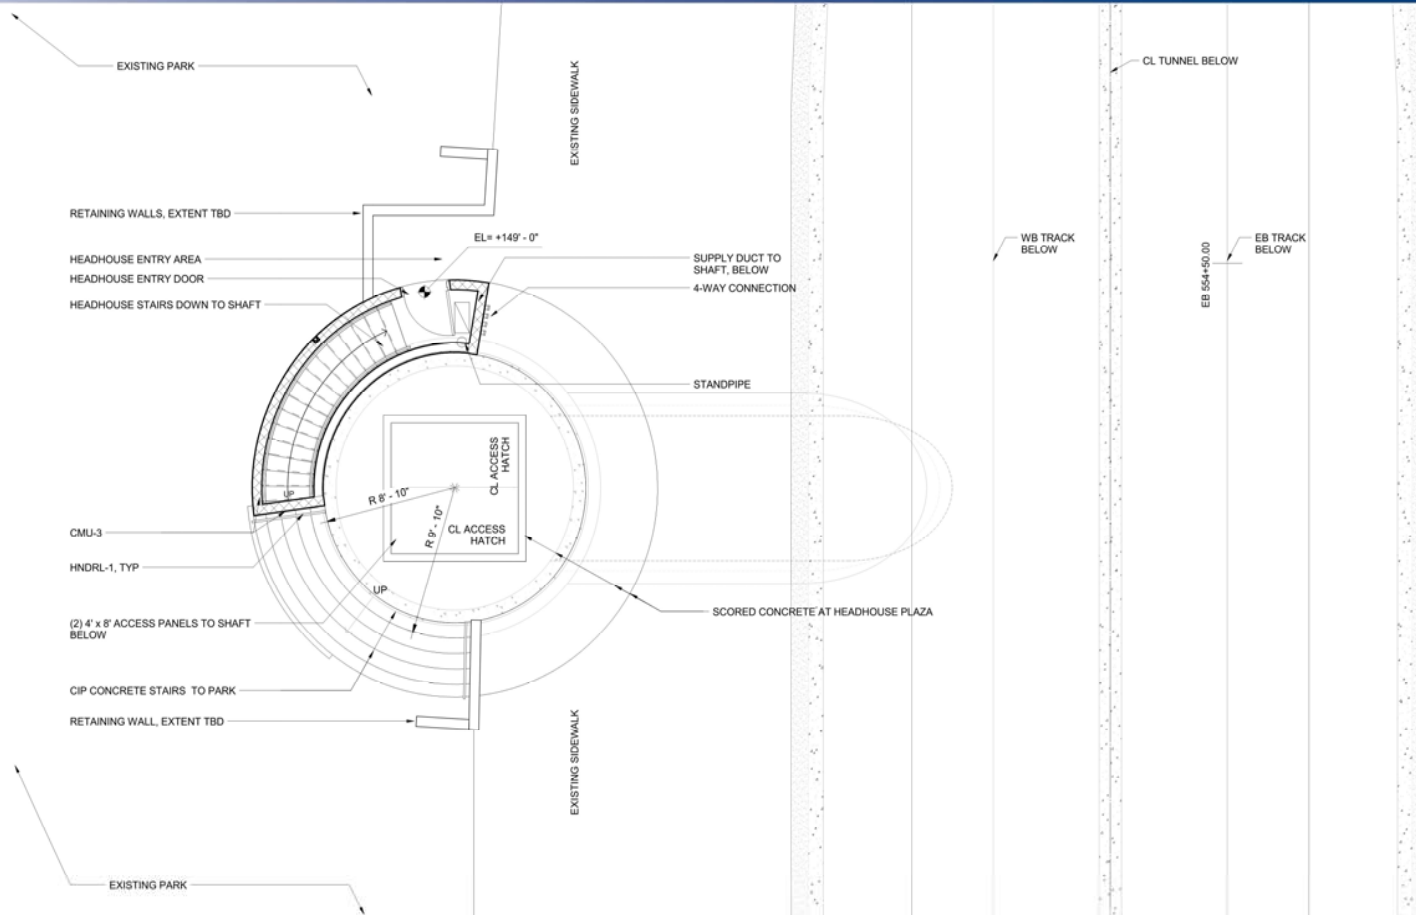 EXISTING PARK
EXISTING SIDEWALK
CL TUNNEL BELOW
RETAINING WALLS, EXTENT TBD
EL= +149' - 0"
WB TRACK
BELOW
EB 554+50.00
EB TRACK
BELOW
HEADHOUSE ENTRY AREA
HEADHOUSE ENTRY DOOR
HEADHOUSE STAIRS DOWN TO SHAFT
SUPPLY DUCT TO
SHAFT, BELOW
4-WAY CONNECTION
STANDPIPE
CL ACCESS
HATCH
UP
R 8' - 10"
R 9' - 10"
CL ACCESS
HATCH
CMU-3
HNDRL-1, TYP
UP
(2) 4' x 8' ACCESS PANELS TO SHAFT
BELOW
SCORED CONCRETE AT HEADHOUSE PLAZA
CIP CONCRETE STAIRS TO PARK
RETAINING WALL, EXTENT TBD
EXISTING SIDEWALK
EXISTING PARK